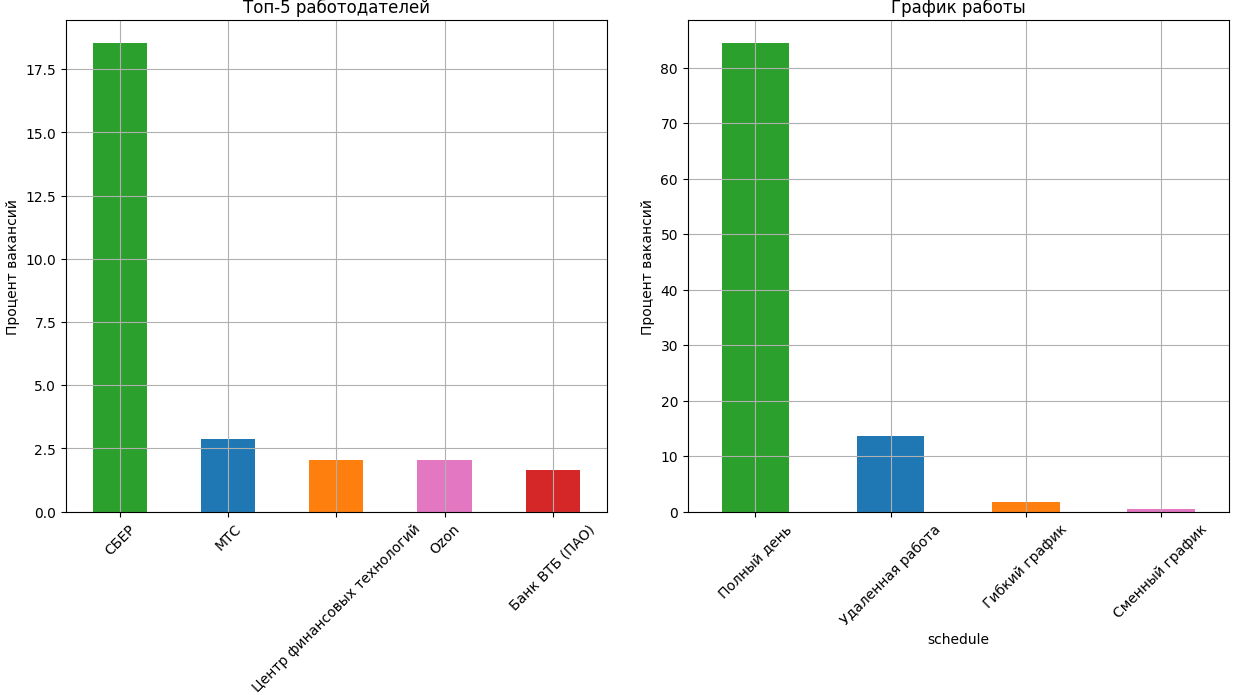 Топ-5 работодателей
Процент вакансий
17.5
15.0
12.5
10.0
7.5
5.0
2.5
0.0
СБЕР
МТС
Центр финансовых технологий
Ozon
Банк ВТБ (ПАО)
График работы
Процент вакансий
80
70
60
50
40
30
20
10
0
Полный день
Удаленная работа
Гибкий график
Сменный график
schedule